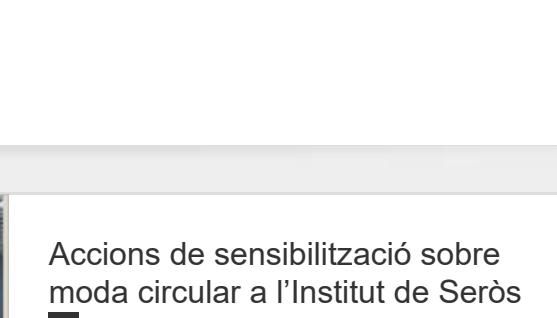 Accions de sensibilització sobre
moda circular a l’Institut de Seròs